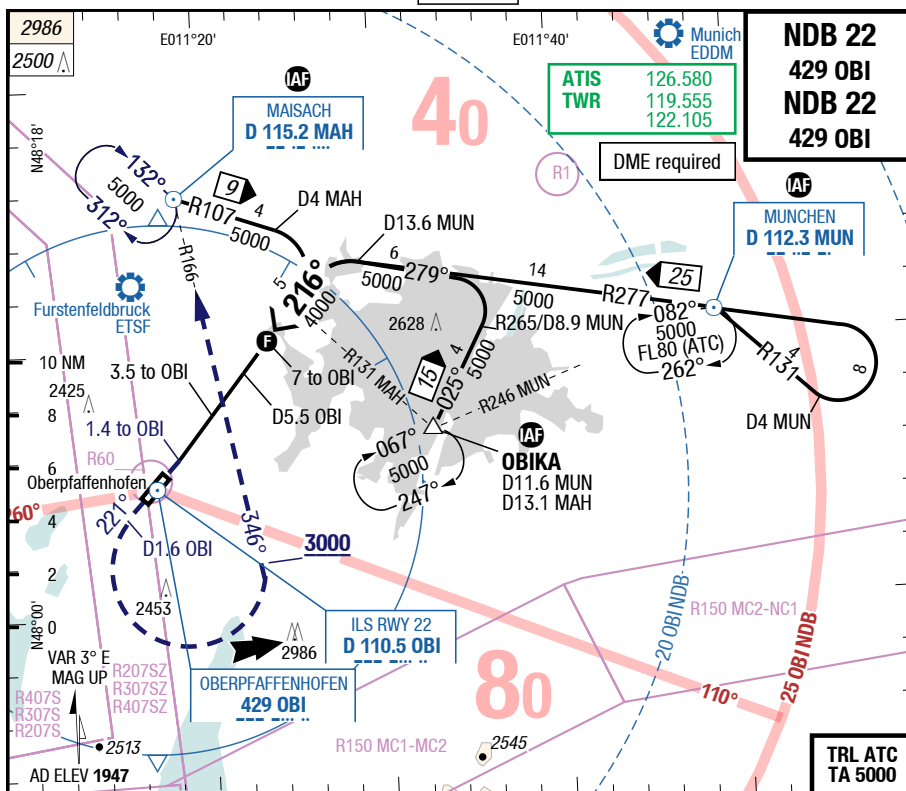 2986
2500
E011°20'
E011°40'
Munich
EDDM
NDB 22
429 OBI
NDB 22
429 OBI
ATIS 126.580
TWR 119.555
122.105
DME required
IAF
MAISACH
D 115.2 MAH
40
R1
IAF
MUNCHEN
D 112.3 MUN
N48°18'
132°
5000
312°
9
R107
4
5000
D4 MAH
D13.6 MUN
6
5000
279°
14
5000
R277
25
082°
5000
FL80 (ATC)
262°
R131
4
8
D4 MUN
R166
5
216°
4000
Furstenfeldbruck
ETSF
2628
R265/D8.9 MUN
4
5000
15
025°
R131 MAH
R246 MUN
F
7 to OBI
10 NM
3.5 to OBI
2425
D5.5 OBI
8
1.4 to OBI
IAF
OBIKA
D11.6 MUN
D13.1 MAH
067°
5000
247°
6
R60
Oberpfaffenhofen
260°
4
221°
D1.6 OBI
346°
3000
2
2453
N48°00'
0
2986
ILS RWY 22
D 110.5 OBI
OBERPFAFFENHOFEN
429 OBI
R150 MC2-NC1
20 OBI NDB
25 OBI NDB
110°
80
VAR 3° E
MAG UP
R407S
R307S
R207S
R207SZ
R307SZ
R407SZ
2513
AD ELEV 1947
R150 MC1-MC2
2545
TRL ATC
TA 5000